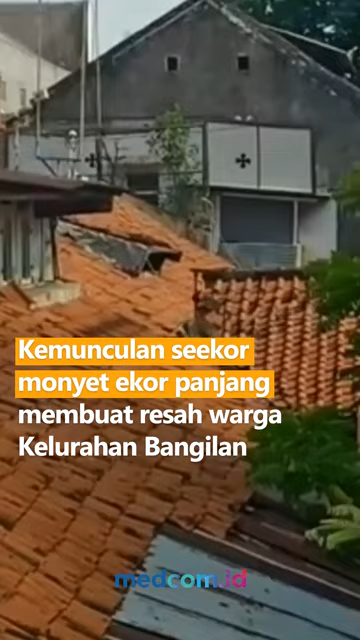 Kemunculan seekor
monyet ekor panjang
membuat resah warga
Kelurahan Bangilan
medcom.id